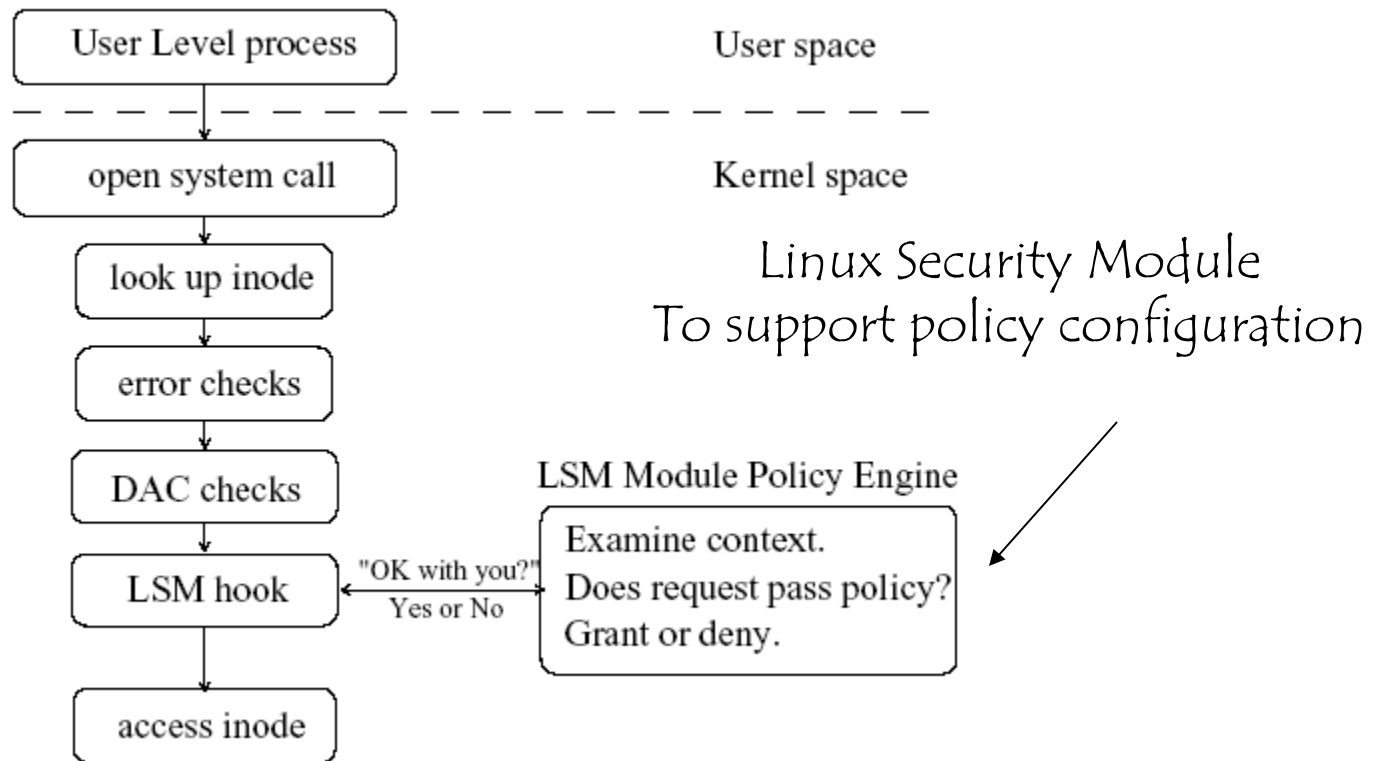 User Level process
User space
open system call
Kernel space
look up inode
Linux Security Module
To support policy configuration
error checks
DAC checks
LSM Module Policy Engine
LSM hook
"OK with you?"
Yes or No
Examine context.
Does request pass policy?
Grant or deny.
access inode